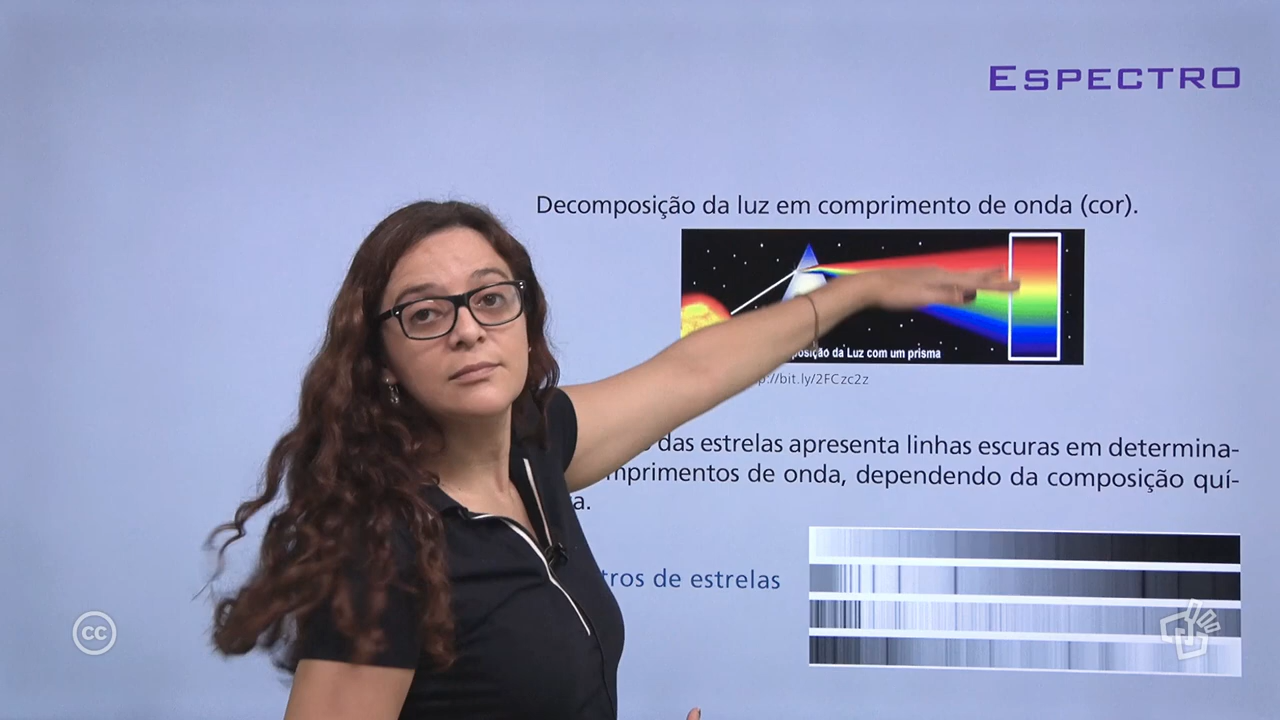 ESPECTRO
Decomposição da luz em comprimento de onda (cor).
posição da Luz com um prisma
p://bit.ly/2FCzc2z
das estrelas apresenta linhas escuras em determina-
mprimentos de onda, dependendo da composição quí-
a.
tros de estrelas
cc